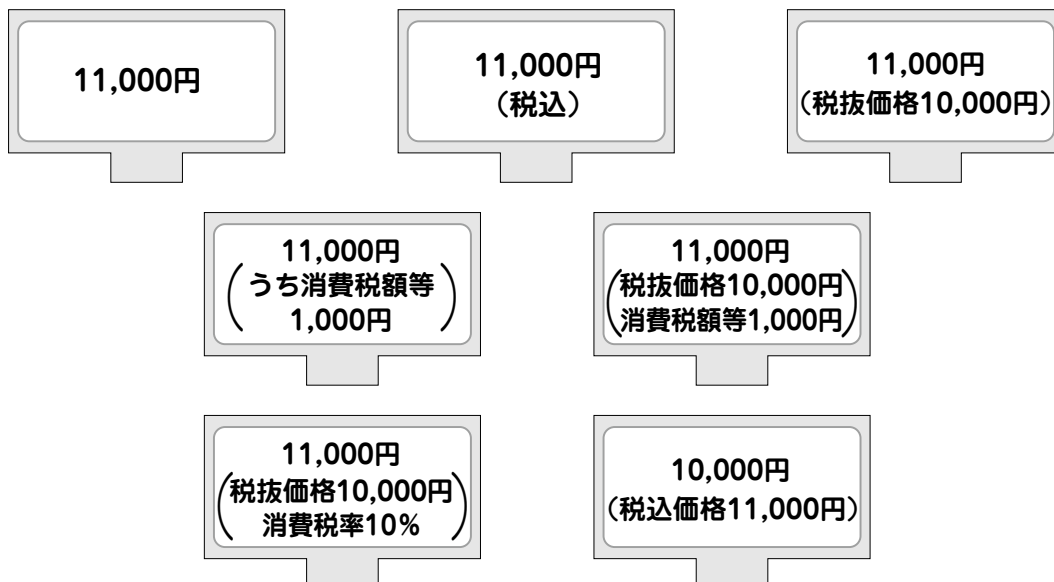 11,000円
11,000円
（税込）
11,000円
（税抜価格10,000円）
11,000円
（うち消費税額等
1,000円）
11,000円
（税抜価格10,000円
消費税額等1,000円）
11,000円
（税抜価格10,000円
消費税率10%）
10,000円
（税込価格11,000円）